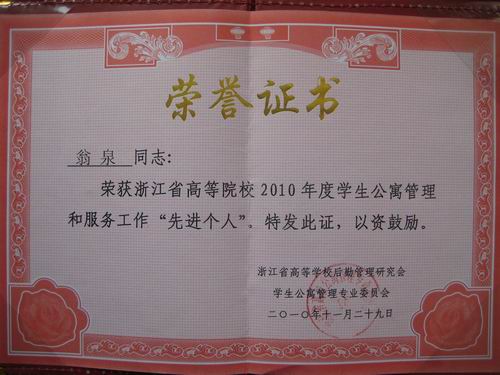 荣誉证书
翁泉 同志:
荣获浙江省高等院校 2010 年度学生公寓管理
和服务工作“先进个人”。特发此证，以资鼓励。
浙江省高等学校后勤管理研究会
学生公寓管理专业委员会
二〇一〇年十一月二十九日